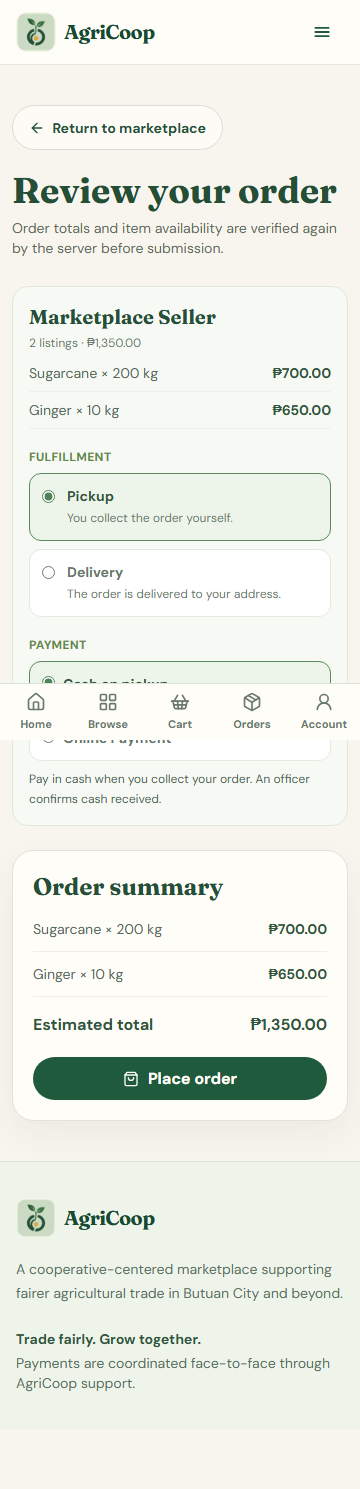 AgriCoop
Return to marketplace
Review your order
Order totals and item availability are verified again
by the server before submission.
Marketplace Seller
2 listings · ₱1,350.00
Sugarcane × 200 kg ₱700.00
Ginger × 10 kg ₱650.00
FULFILLMENT
Pickup
You collect the order yourself.
Delivery
The order is delivered to your address.
PAYMENT
Cash on pickup
Home Browse Cart Orders Account
Online Payment
Pay in cash when you collect your order. An officer
confirms cash received.
Order summary
Sugarcane × 200 kg ₱700.00
Ginger × 10 kg ₱650.00
Estimated total ₱1,350.00
Place order
AgriCoop
A cooperative-centered marketplace supporting
fairer agricultural trade in Butuan City and beyond.
Trade fairly. Grow together.
Payments are coordinated face-to-face through
AgriCoop support.